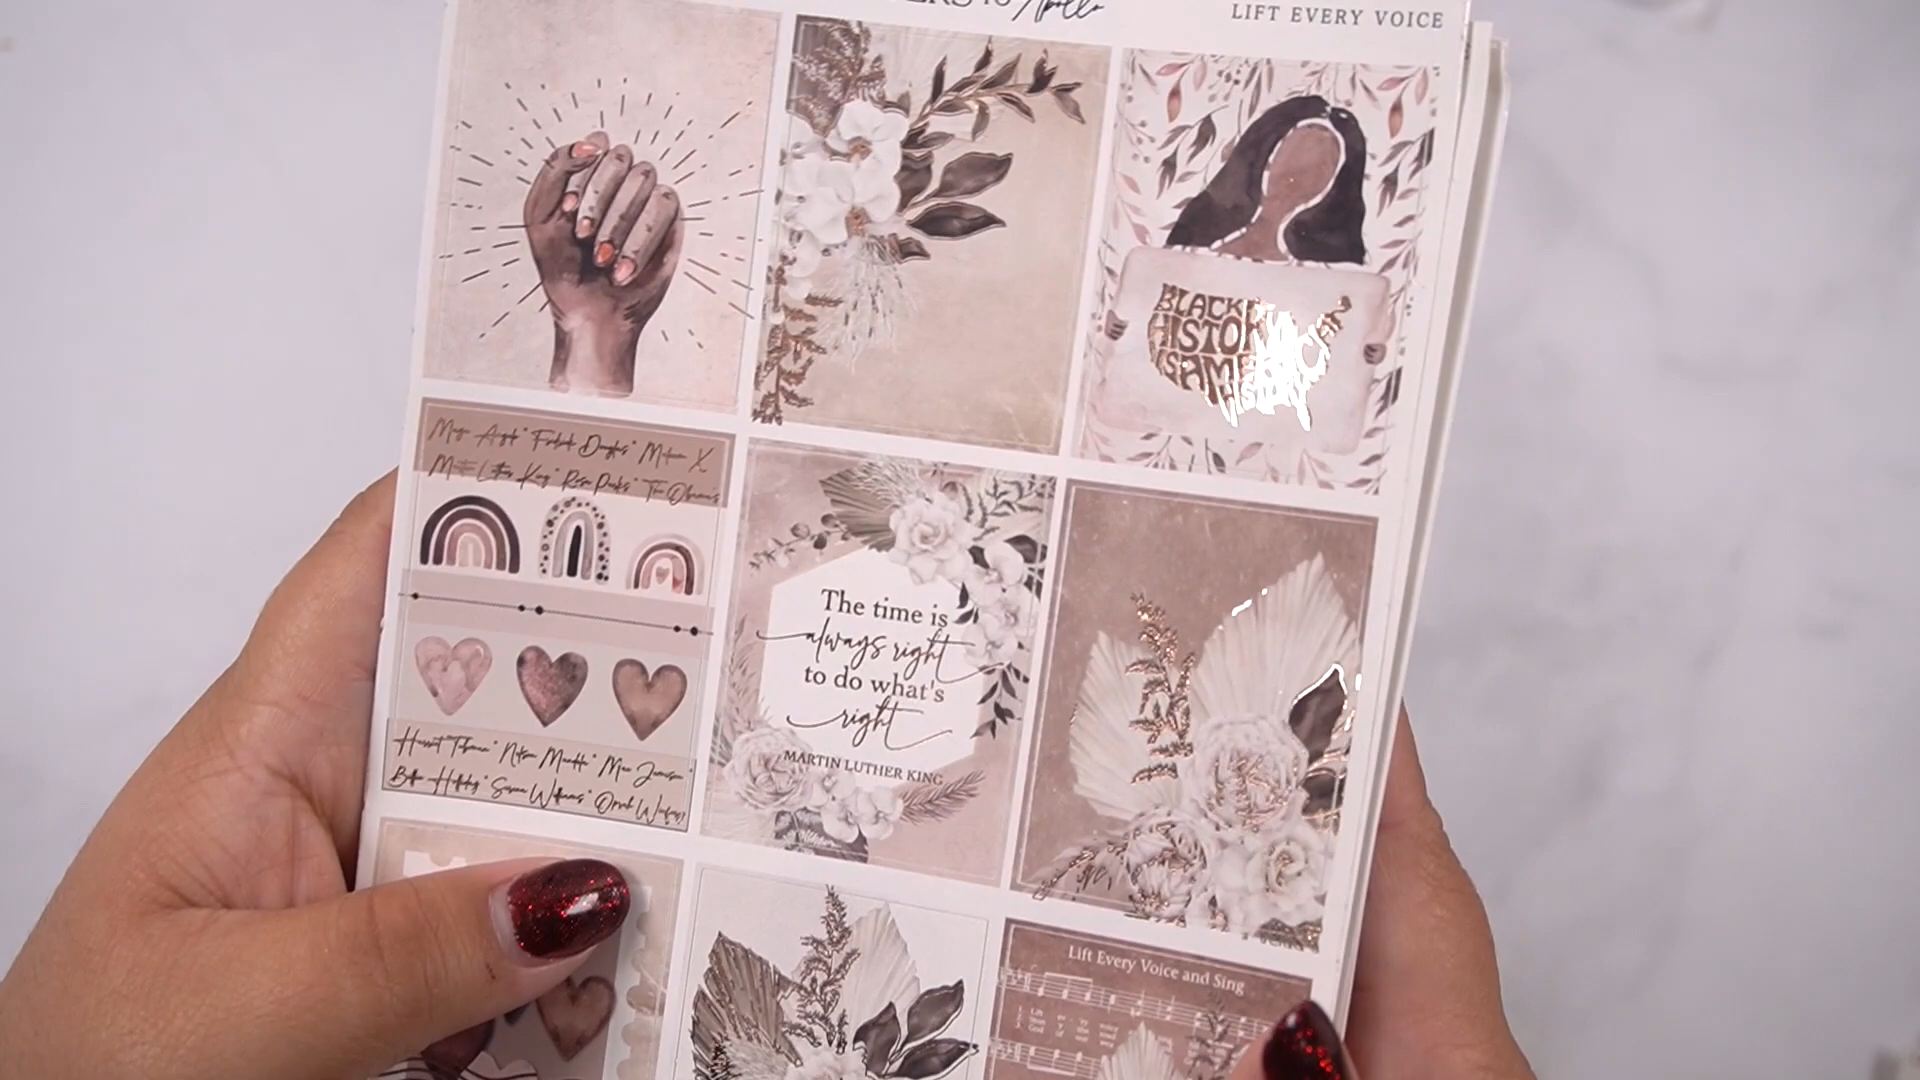 Apollo
LIFT EVERY VOICE
BLACK
HISTORY
IS AMERICAN
HISTORY
Maya Angelou * Frederick Douglass * Malcolm X
Martin Luther King * Rosa Parks * The Obamas
The time is
always right
to do what's
right
MARTIN LUTHER KING
Harriet Tubman * Nelson Mandela * Mae Jemison *
Billie Holiday * Serena Williams * Oprah Winfrey
Lift Every Voice and Sing